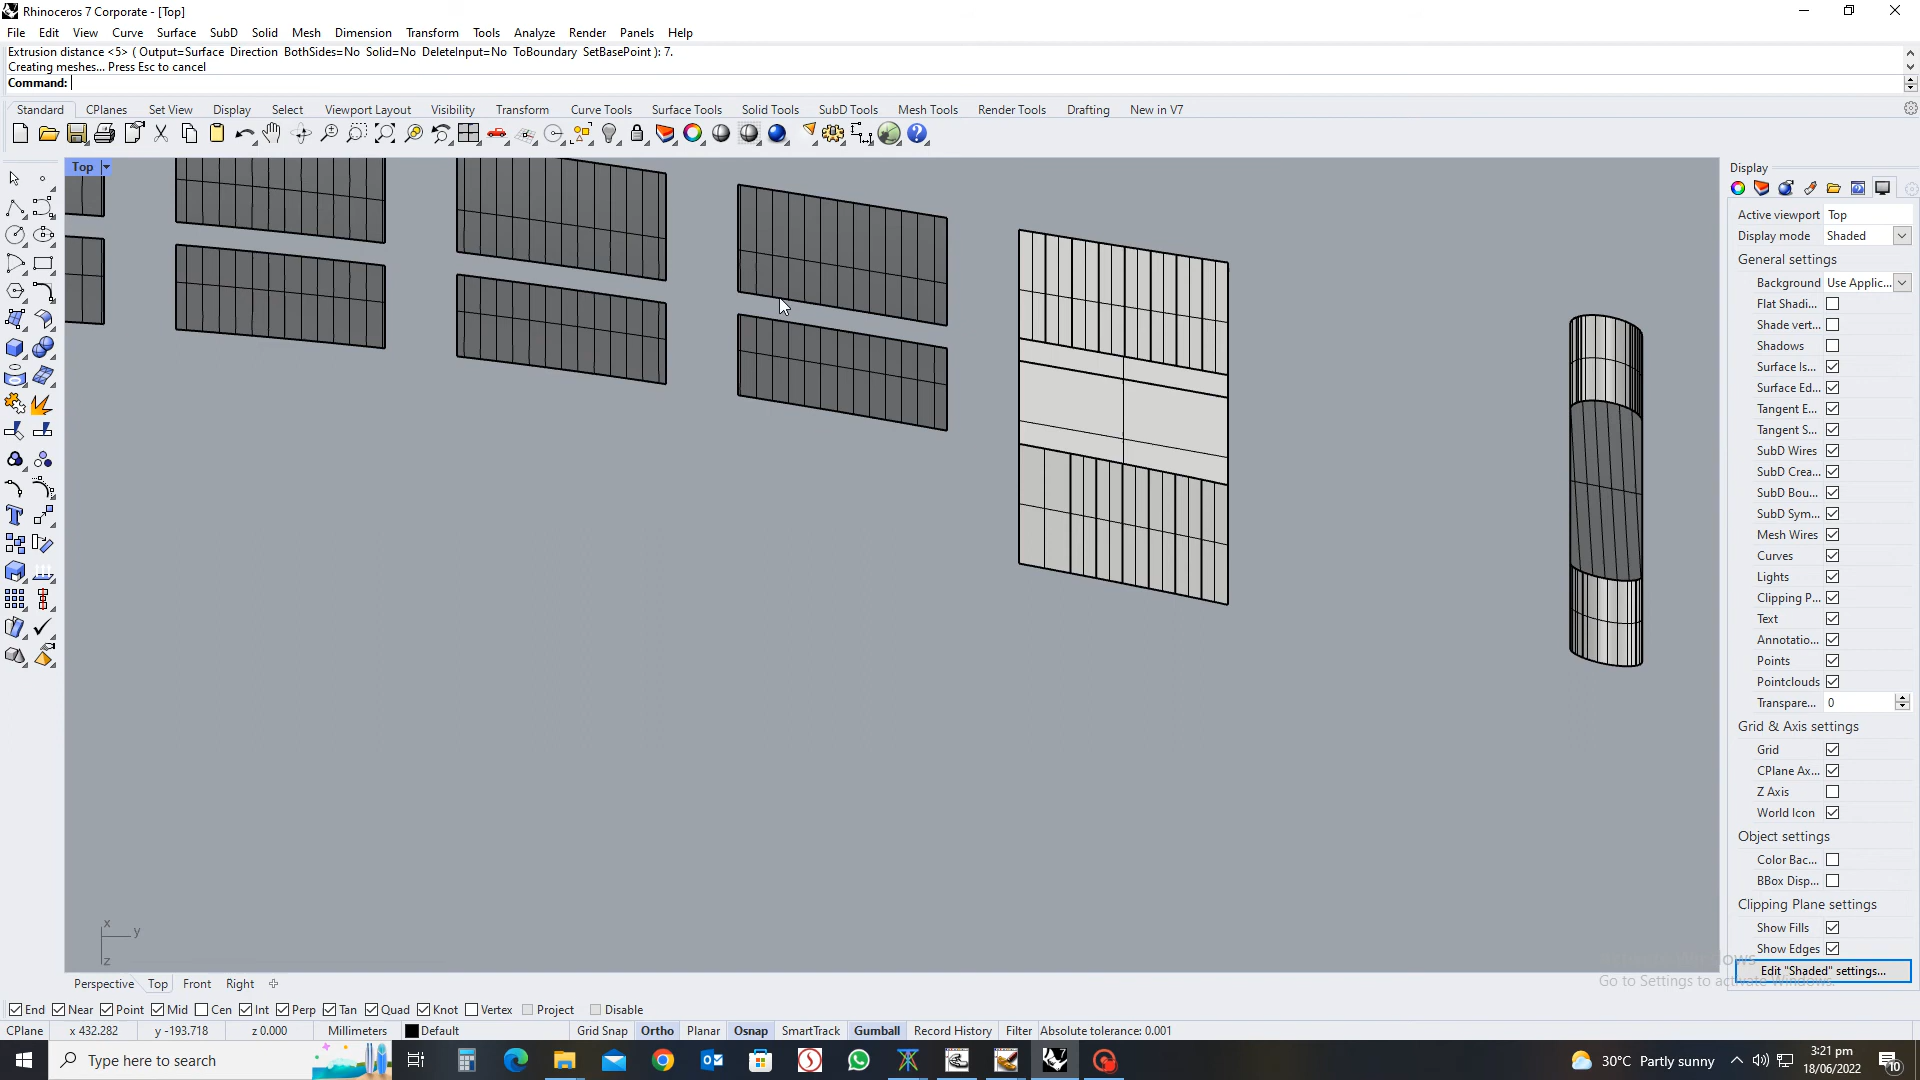 Rhinoceros 7 Corporate - [Top]
File Edit View Curve Surface SubD Solid Mesh Dimension Transform Tools Analyze Render Panels Help
Extrusion distance <5> ( Output=Surface Direction BothSides=No Solid=No DeleteInput=No ToBoundary SetBasePoint ): 7.
Creating meshes... Press Esc to cancel
Command:
Standard CPlanes Set View Display Select Viewport Layout Visibility Transform Curve Tools Surface Tools Solid Tools SubD Tools Mesh Tools Render Tools Drafting New in V7
Top
Display
Active viewport Top
Display mode Shaded
General settings
Background Use Applic...
Flat Shadi...
Shade vert...
Shadows
Surface Is...
Surface Ed...
Tangent E...
Tangent S...
SubD Wires
SubD Crea...
SubD Bou...
SubD Sym...
Mesh Wires
Curves
Lights
Clipping P...
Text
Annotatio...
Points
Pointclouds
Transpare... 0
Grid & Axis settings
Grid
CPlane Ax...
Z Axis
World Icon
Object settings
Color Bac...
BBox Disp...
Clipping Plane settings
Show Fills
Show Edges
Edit "Shaded" settings...
Go to Settings to activate Windows.
x
y
z
Perspective Top Front Right
End Near Point Mid Cen Int Perp Tan Quad Knot Vertex Project Disable
CPlane x 432.282 y -193.718 z 0.000 Millimeters Default Grid Snap Ortho Planar Osnap SmartTrack Gumball Record History Filter Absolute tolerance: 0.001
Type here to search
30°C Partly sunny
3:21 pm
18/06/2022
10